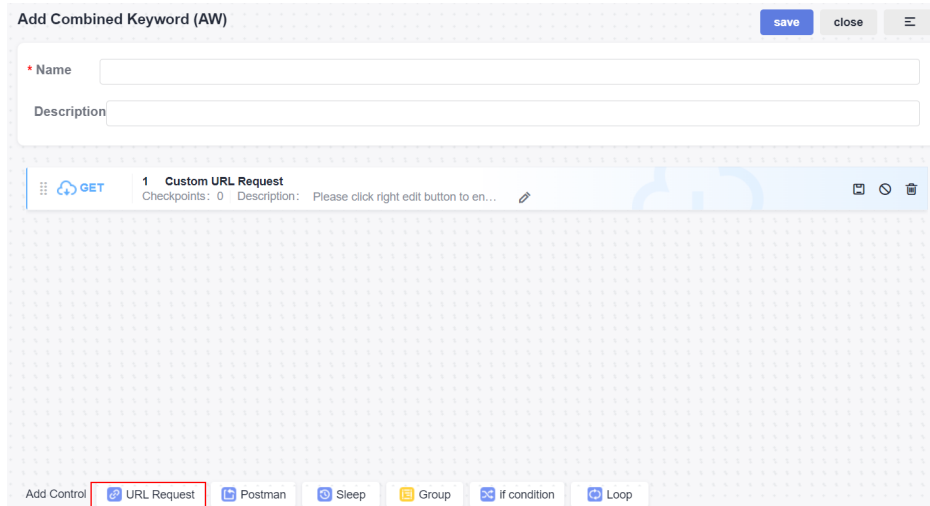 Add Combined Keyword (AW)
save
close
* Name
Description
GET
1 Custom URL Request
Checkpoints: 0 Description: Please click right edit button to en...
Add Control URL Request Postman Sleep Group if condition Loop